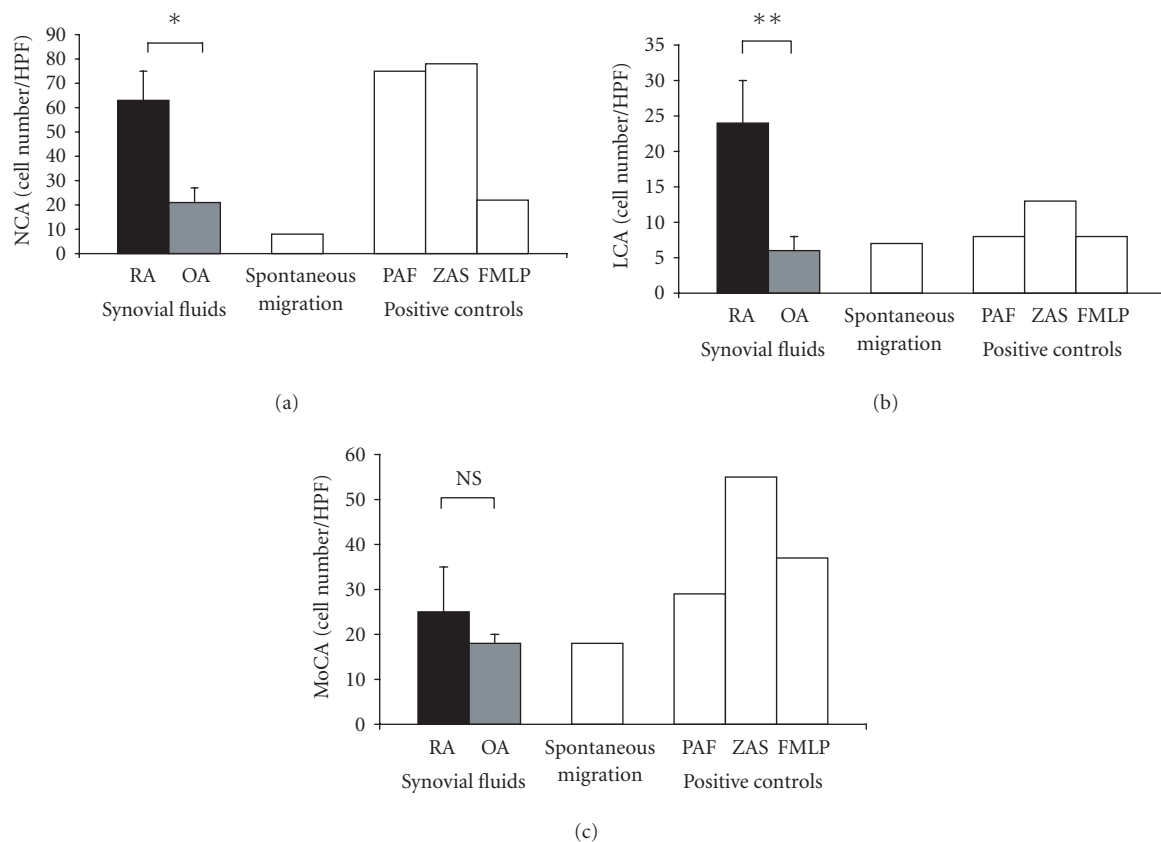 *
90
80
70
60
50
40
30
20
10
0
NCA (cell number/HPF)
RA OA Spontaneous migration PAF ZAS FMLP
Synovial fluids Positive controls
(a)
**
35
30
25
20
15
10
5
0
LCA (cell number/HPF)
RA OA Spontaneous migration PAF ZAS FMLP
Synovial fluids Positive controls
(b)
NS
60
50
40
30
20
10
0
MoCA (cell number/HPF)
RA OA Spontaneous migration PAF ZAS FMLP
Synovial fluids Positive controls
(c)